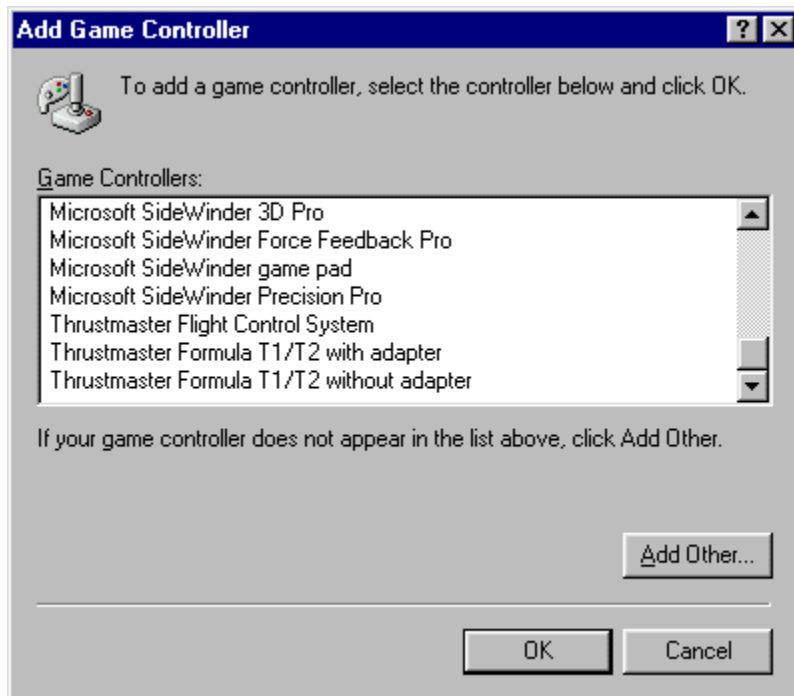 Add Game Controller
To add a game controller, select the controller below and click OK.
Game Controllers:
Microsoft SideWinder 3D Pro
Microsoft SideWinder Force Feedback Pro
Microsoft SideWinder game pad
Microsoft SideWinder Precision Pro
Thrustmaster Flight Control System
Thrustmaster Formula T1/T2 with adapter
Thrustmaster Formula T1/T2 without adapter
If your game controller does not appear in the list above, click Add Other.
Add Other...
OK
Cancel